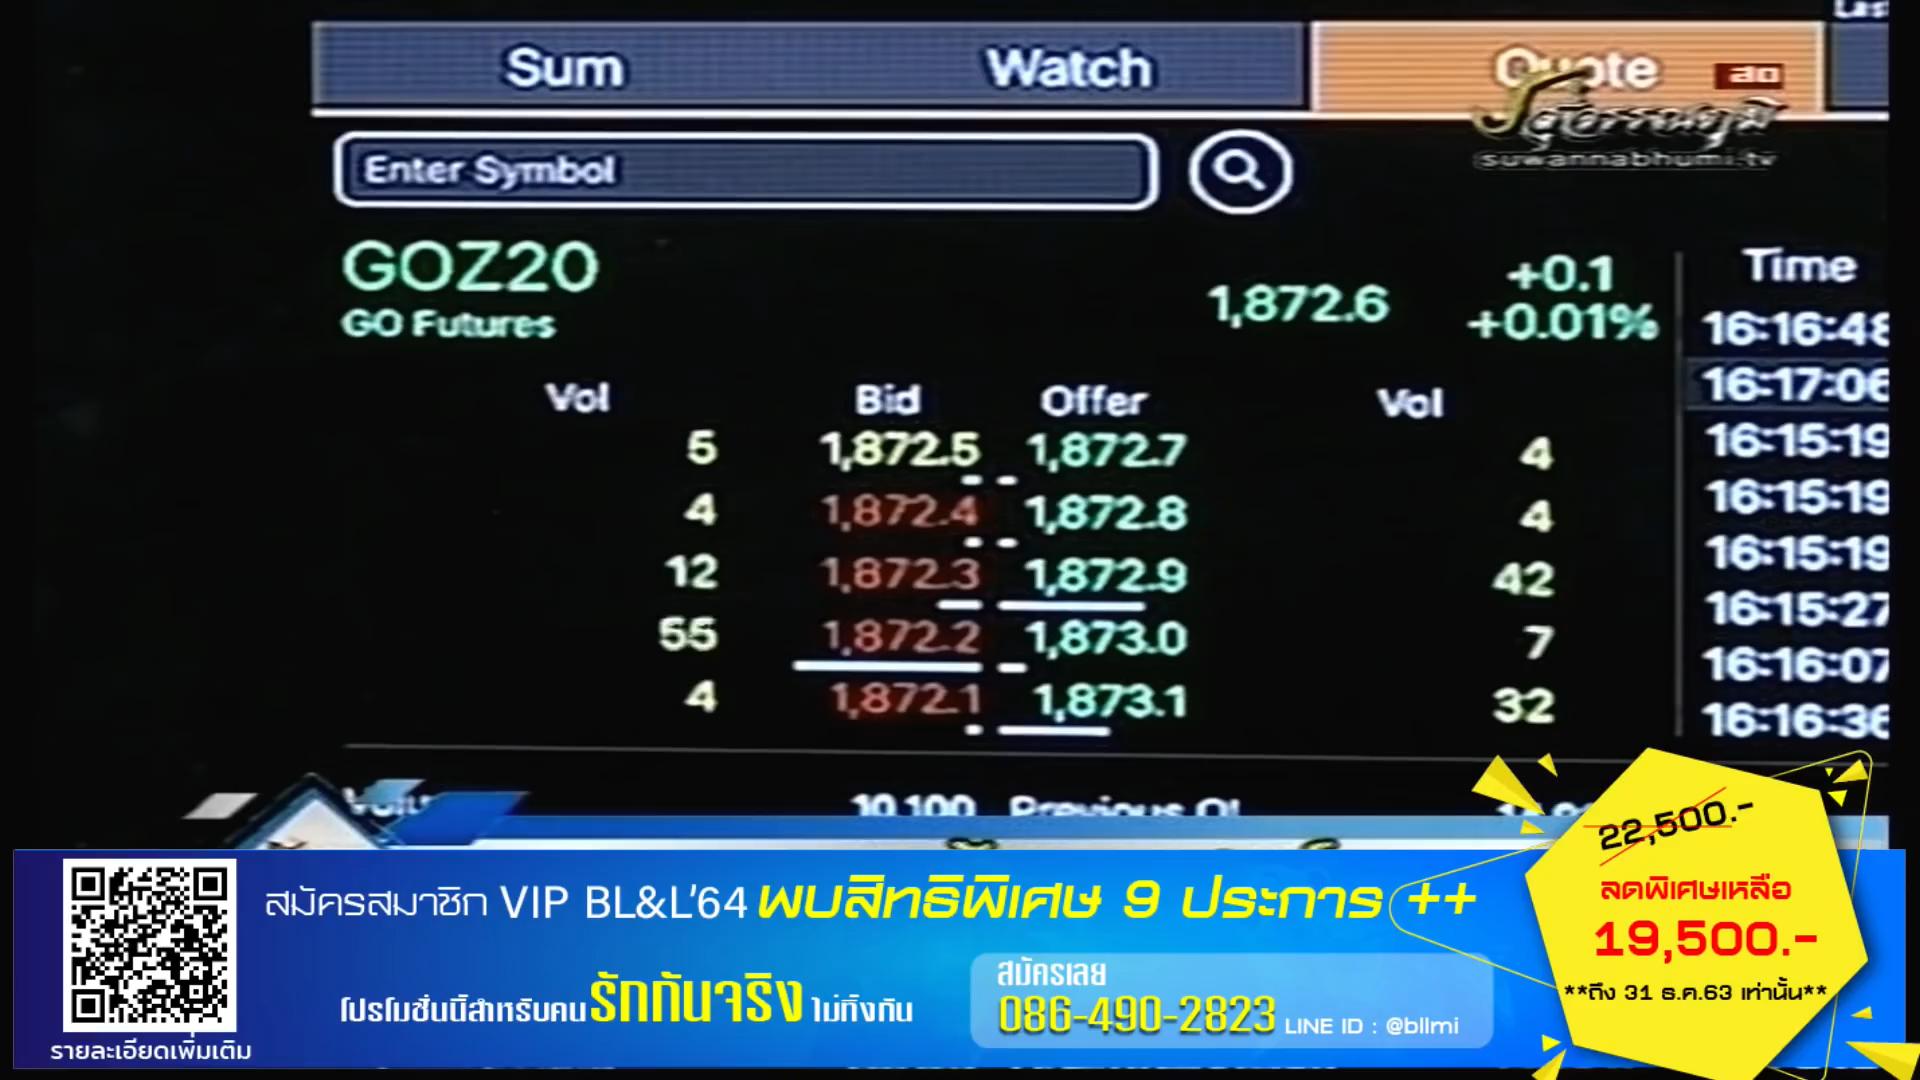 Sum Watch Quote
สด
สุวรรณภูมิ
suwannabhumi.tv
Enter Symbol
GOZ20
GO Futures
1,872.6
+0.1
+0.01%
Time
16:16:48
16:17:06
16:15:19
16:15:19
16:15:19
16:15:27
16:16:07
16:16:36
Vol Bid Offer Vol
5 1,872.5 1,872.7 4
4 1,872.4 1,872.8 4
12 1,872.3 1,872.9 42
55 1,872.2 1,873.0 7
4 1,872.1 1,873.1 32
10,100 Previous OI
สมัครสมาชิก VIP BL&L'64 พบสิทธิพิเศษ 9 ประการ ++
โปรโมชั่นนี้สำหรับคนรักกันจริง ไม่ทิ้งกัน
สมัครเลย
086-490-2823 LINE ID : @bllmi
รายละเอียดเพิ่มเติม
22,500.-
ลดพิเศษเหลือ
19,500.-
**ถึง 31 ธ.ค.63 เท่านั้น**